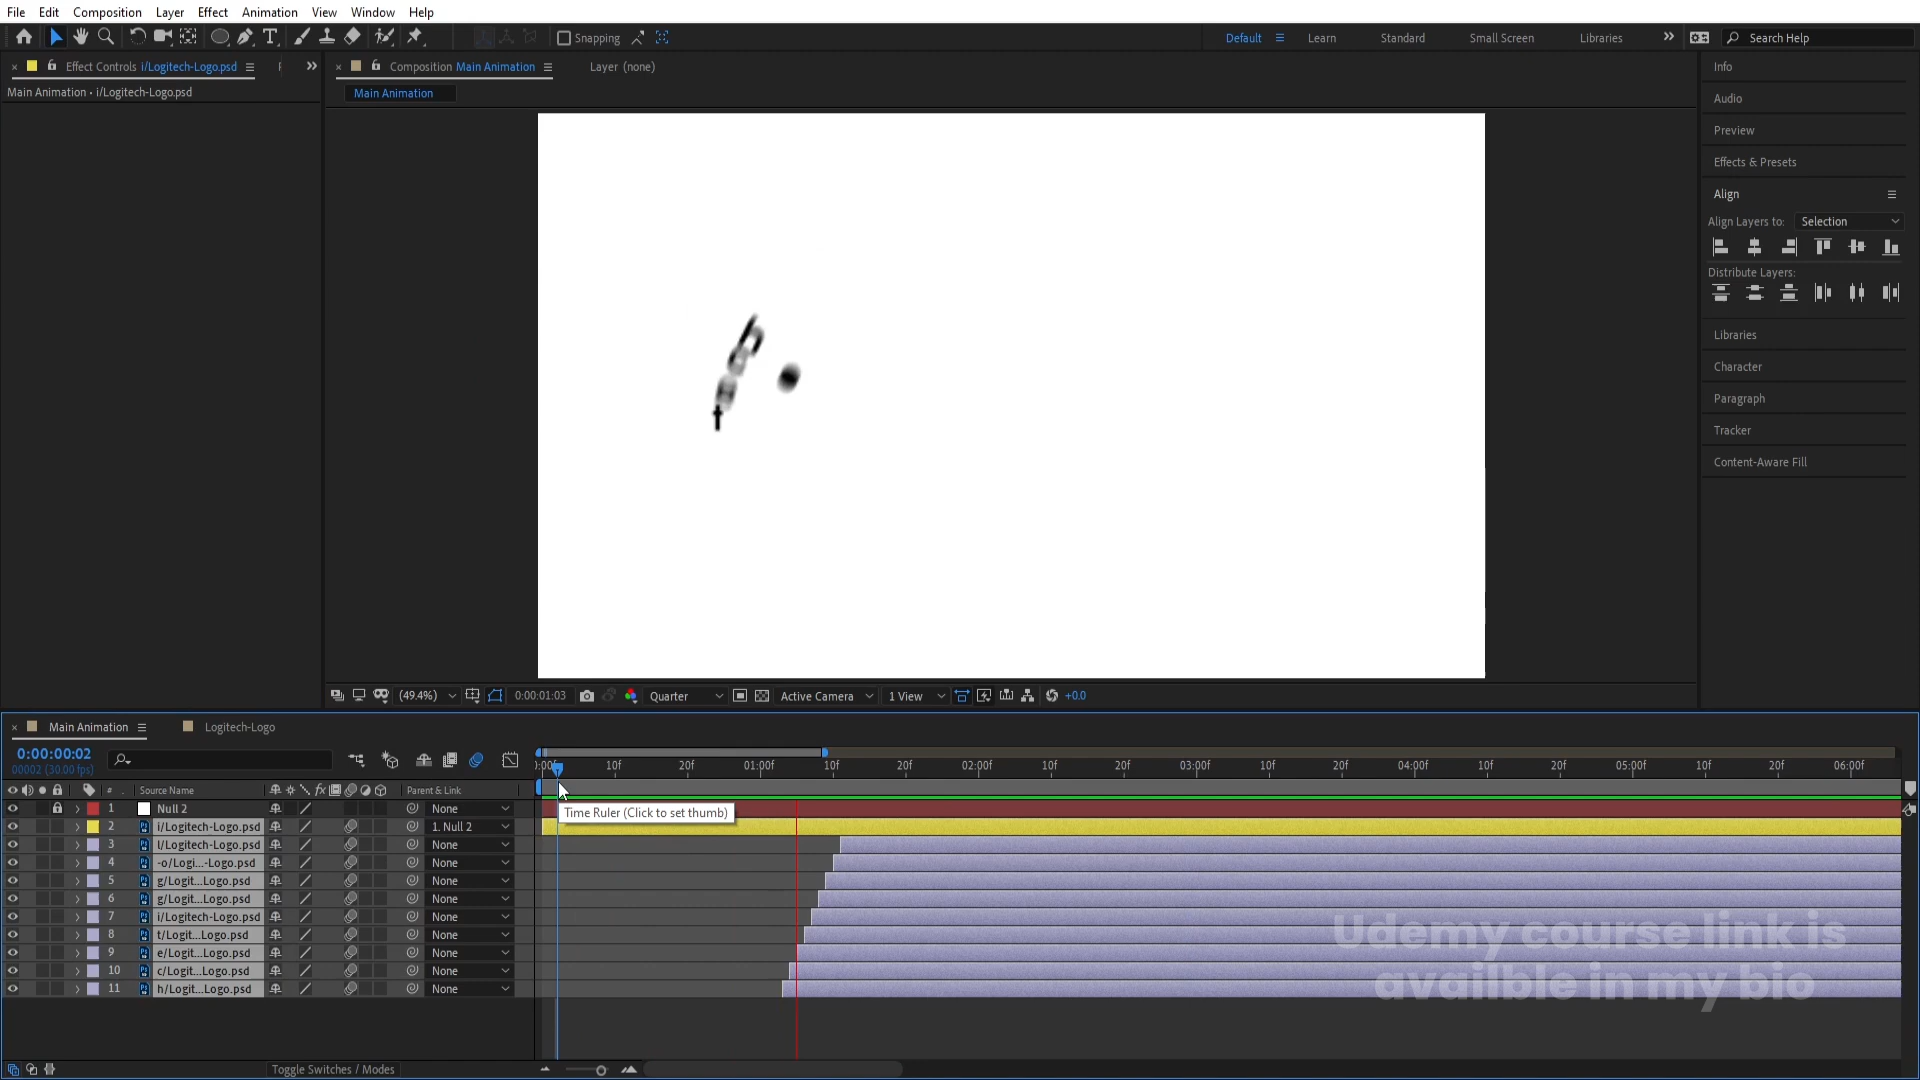 File Edit Composition Layer Effect Animation View Window Help
Snapping
Default Learn Standard Small Screen Libraries Search Help
Effect Controls i/Logitech-Logo.psd
Composition Main Animation Layer (none)
Main Animation • i/Logitech-Logo.psd
Main Animation
Info
Audio
Preview
Effects & Presets
Align
Align Layers to: Selection
Distribute Layers:
Libraries
Character
Paragraph
Tracker
Content-Aware Fill
(49.4%) 0:00:01:03 Quarter Active Camera 1 View +0.0
Main Animation Logitech-Logo
0:00:00:02
00002 (30.00 fps)
10f 20f 01:00f 10f 20f 02:00f 10f 20f 03:00f 10f 20f 04:00f 10f 20f 05:00f 10f 20f 06:00f
# Source Name fx Parent & Link
1 Null 2 None
Time Ruler (Click to set thumb)
2 i/Logitech-Logo.psd 1. Null 2
3 l/Logitech-Logo.psd None
4 -o/Logi...-Logo.psd None
5 g/Logit...Logo.psd None
6 g/Logit...Logo.psd None
7 i/Logitech-Logo.psd None
8 t/Logit...Logo.psd None
9 e/Logit...Logo.psd None
10 c/Logit...Logo.psd None
11 h/Logit...Logo.psd None
Udemy course link is
availble in my bio
Toggle Switches / Modes